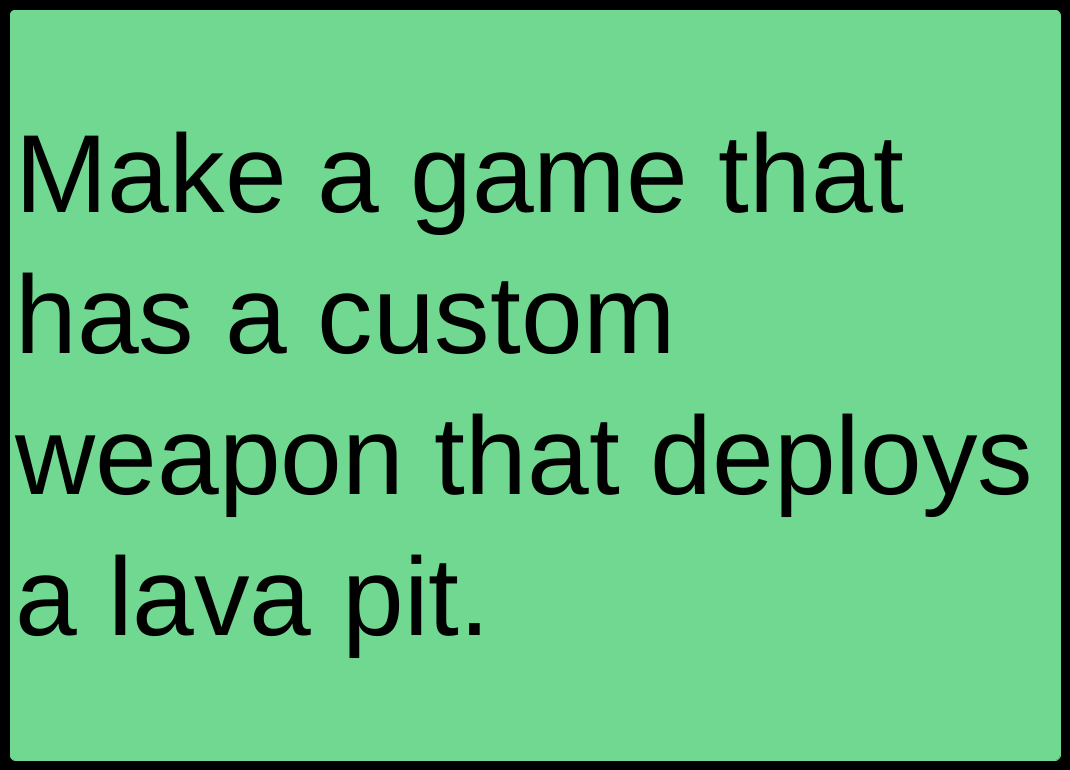 Make a game that
has a custom
weapon that deploys
a lava pit.